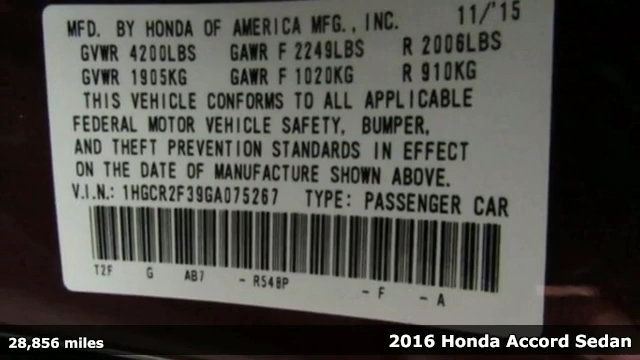 MFD. BY HONDA OF AMERICA MFG., INC. 11/'15
GVWR 4200LBS GAWR F 2249LBS R 2006LBS
GVWR 1905KG GAWR F 1020KG R 910KG
THIS VEHICLE CONFORMS TO ALL APPLICABLE
FEDERAL MOTOR VEHICLE SAFETY, BUMPER,
AND THEFT PREVENTION STANDARDS IN EFFECT
ON THE DATE OF MANUFACTURE SHOWN ABOVE.
V.I.N.: 1HGCR2F39GA075267 TYPE: PASSENGER CAR
T2F G AB7 - R548P - F - A
28,856 miles 2016 Honda Accord Sedan